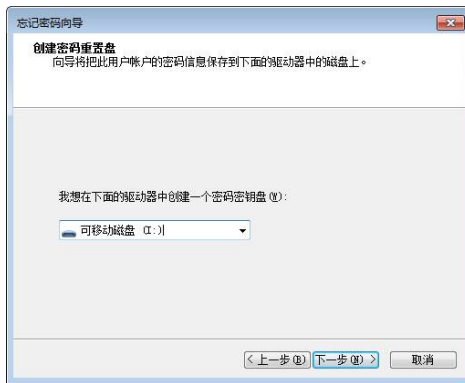 忘记密码向导
创建密码重置盘
向导将把此用户帐户的密码信息保存到下面的驱动器中的磁盘上。
我想在下面的驱动器中创建一个密码密钥盘(W):
可移动磁盘 (I:)
< 上一步(B) 下一步(N) > 取消